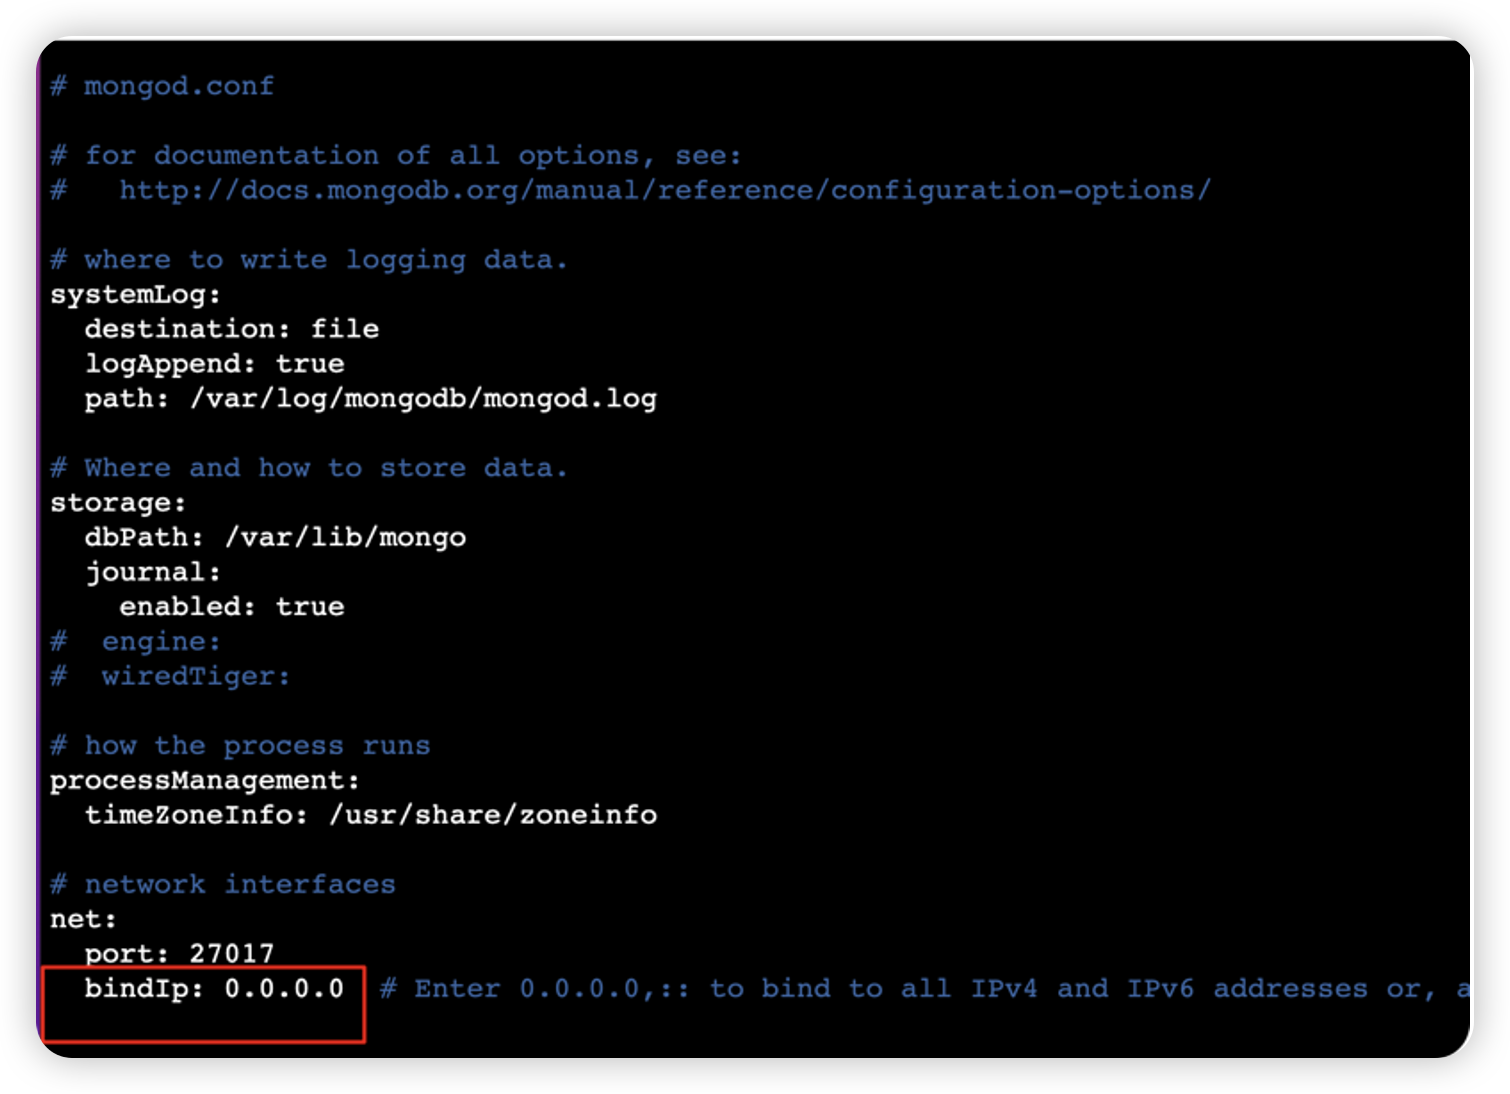 # mongod.conf
# for documentation of all options, see:
#   http://docs.mongodb.org/manual/reference/configuration-options/
# where to write logging data.
systemLog:
  destination: file
  logAppend: true
  path: /var/log/mongodb/mongod.log
# Where and how to store data.
storage:
  dbPath: /var/lib/mongo
  journal:
    enabled: true
#  engine:
#  wiredTiger:
# how the process runs
processManagement:
  timeZoneInfo: /usr/share/zoneinfo
# network interfaces
net:
  port: 27017
  bindIp: 0.0.0.0  # Enter 0.0.0.0,:: to bind to all IPv4 and IPv6 addresses or,